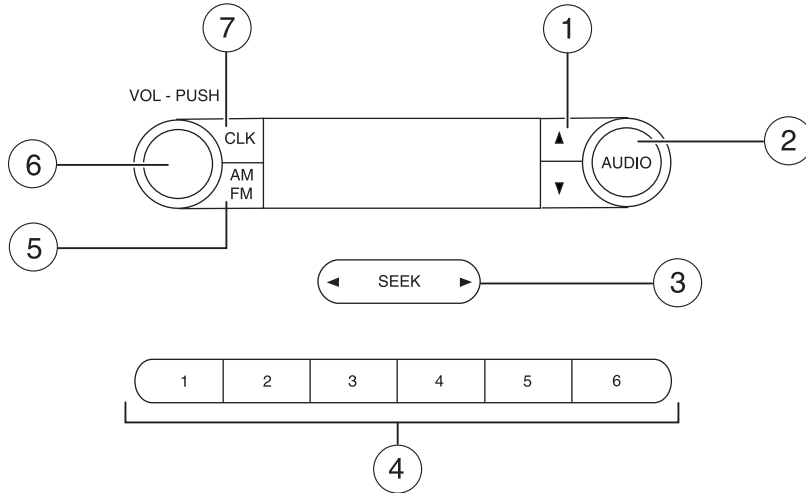 7
1
VOL - PUSH
CLK
▲
2
6
AUDIO
AM
FM
▼
5
◄ SEEK ►
3
1 2 3 4 5 6
4